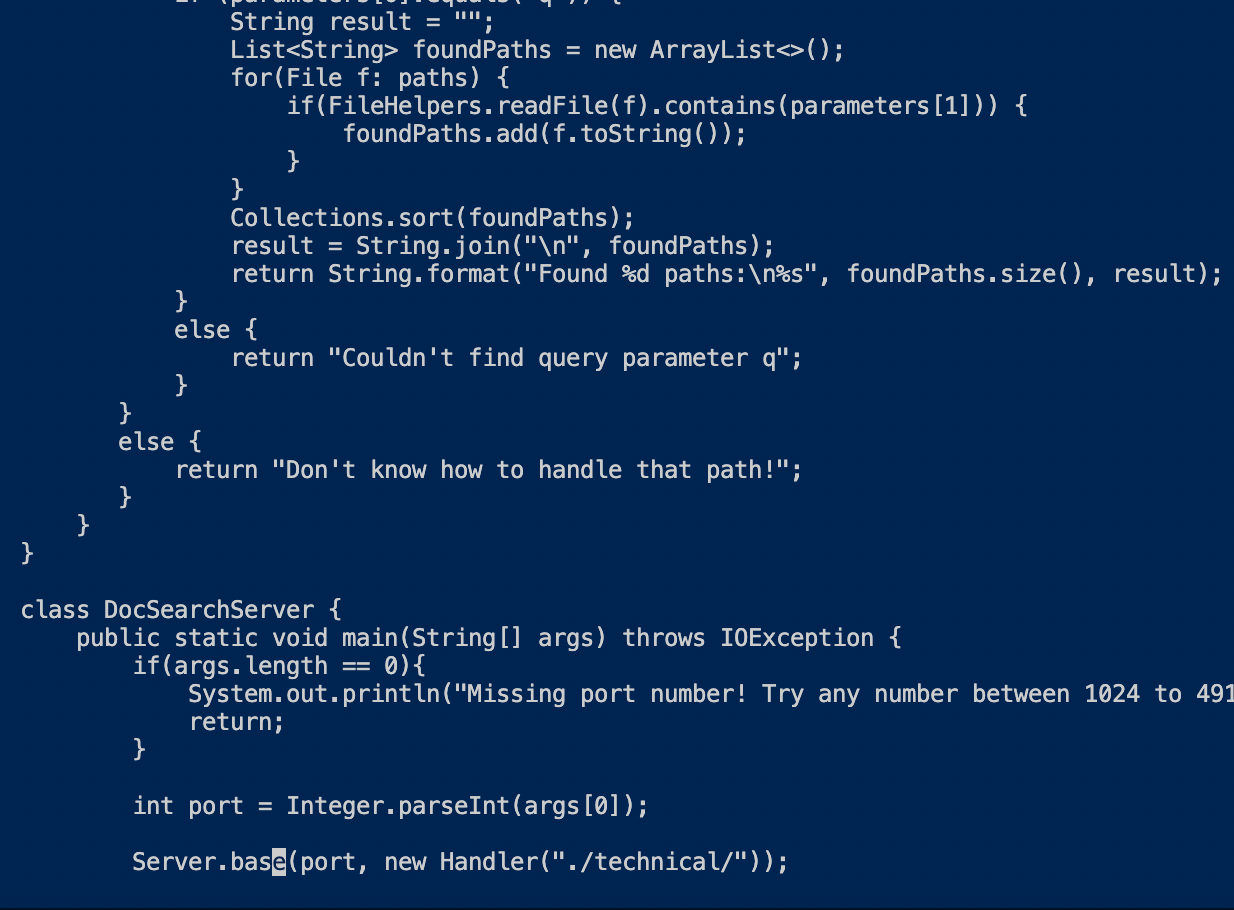 if (parameters[0].equals("q")) {
String result = "";
List<String> foundPaths = new ArrayList<>();
for(File f: paths) {
if(FileHelpers.readFile(f).contains(parameters[1])) {
foundPaths.add(f.toString());
}
}
Collections.sort(foundPaths);
result = String.join("\n", foundPaths);
return String.format("Found %d paths:\n%s", foundPaths.size(), result);
}
else {
return "Couldn't find query parameter q";
}
}
else {
return "Don't know how to handle that path!";
}
}
}
class DocSearchServer {
public static void main(String[] args) throws IOException {
if(args.length == 0){
System.out.println("Missing port number! Try any number between 1024 to 491
return;
}
int port = Integer.parseInt(args[0]);
Server.base(port, new Handler("./technical/"));